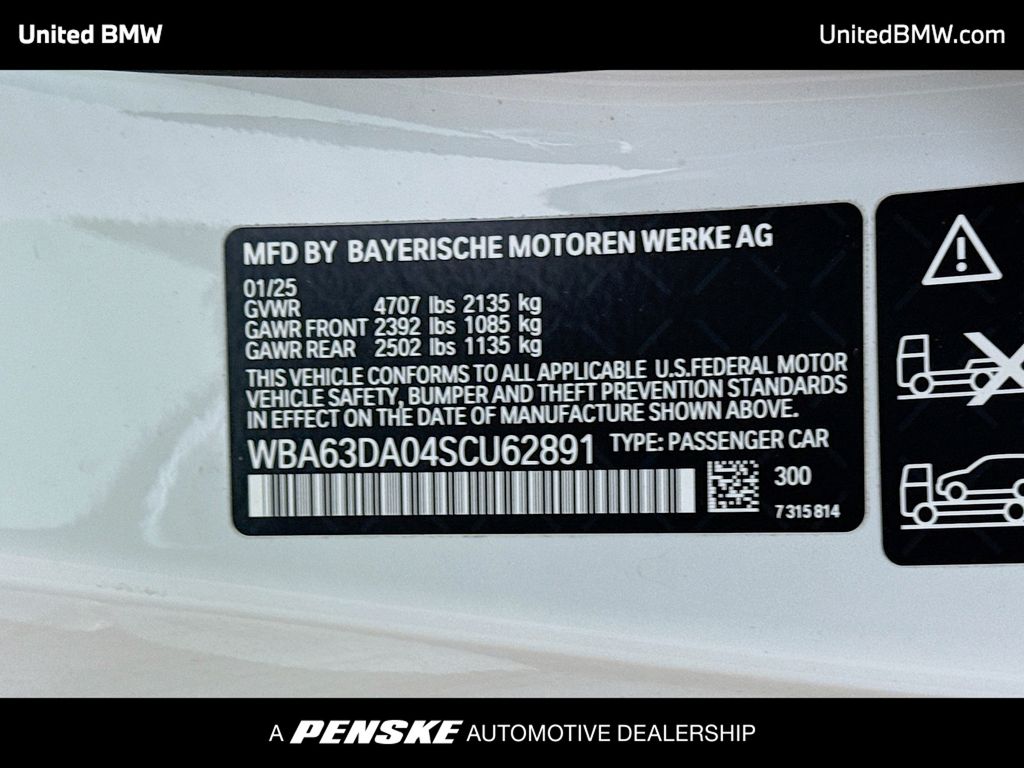 United BMW
UnitedBMW.com
MFD BY BAYERISCHE MOTOREN WERKE AG
01/25
GVWR 4707 lbs 2135 kg
GAWR FRONT 2392 lbs 1085 kg
GAWR REAR 2502 lbs 1135 kg
THIS VEHICLE CONFORMS TO ALL APPLICABLE U.S.FEDERAL MOTOR
VEHICLE SAFETY, BUMPER AND THEFT PREVENTION STANDARDS
IN EFFECT ON THE DATE OF MANUFACTURE SHOWN ABOVE.
WBA63DA04SCU62891 TYPE: PASSENGER CAR
300
7315814
A PENSKE AUTOMOTIVE DEALERSHIP